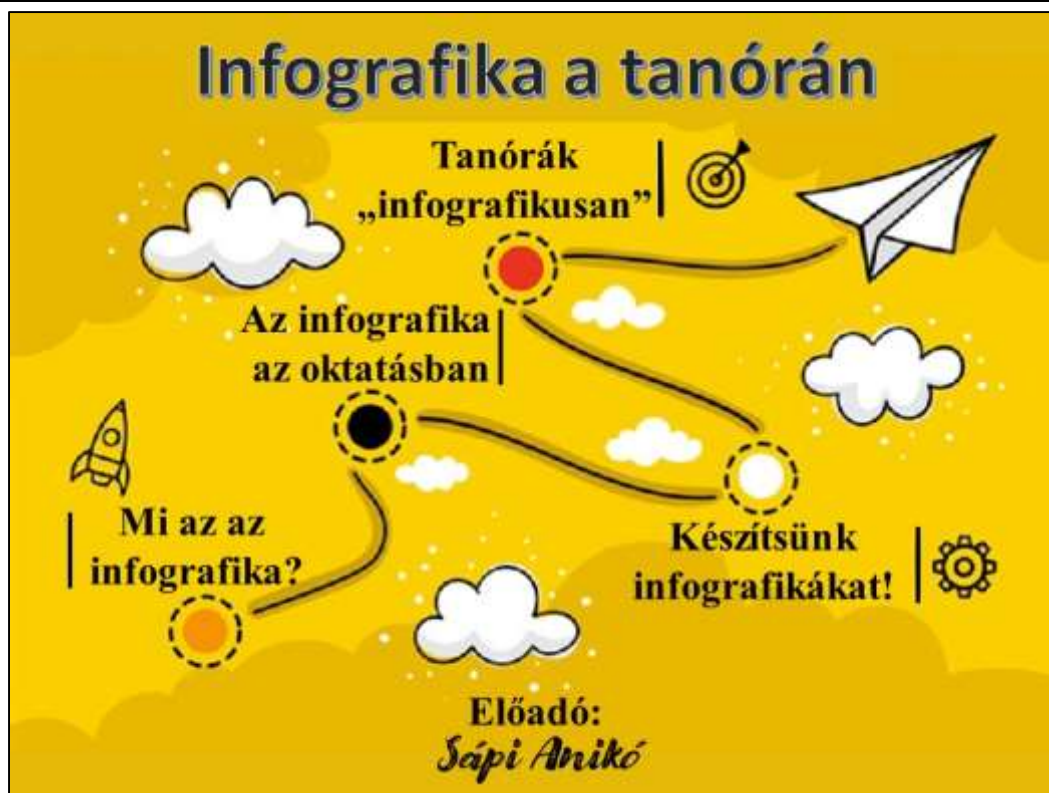 Infografika a tanórán
Tanórák
„infografikusan”
Az infografika
az oktatásban
Mi az az
infografika?
Készítsünk
infografikákat!
Előadó:
Sápi Anikó